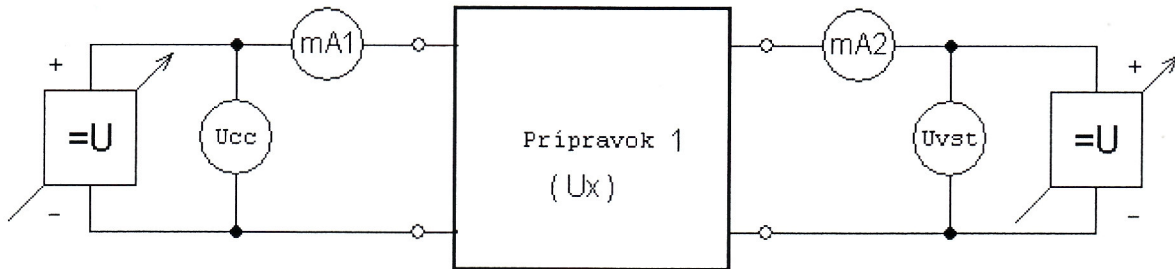 +
=U
−
Ucc
mA1
Prípravok 1
(Ux)
mA2
Uvst
+
=U
−